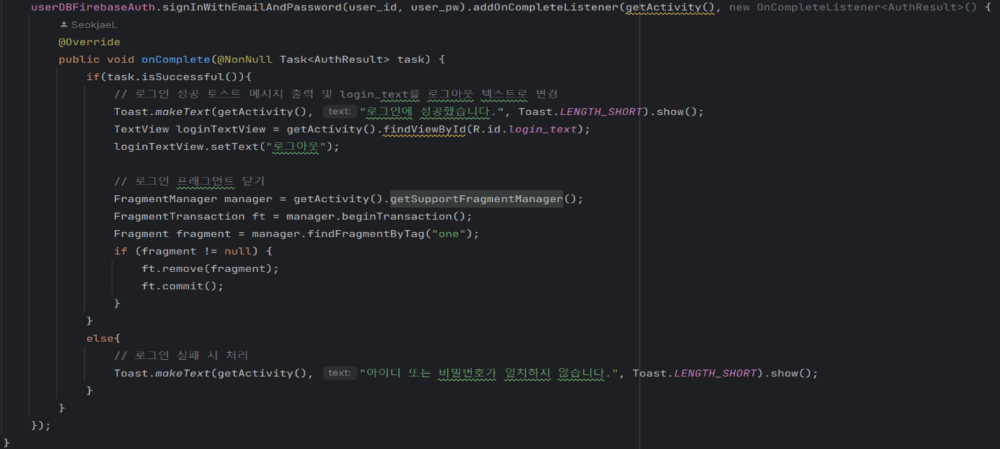 userDBFirebaseAuth.signInWithEmailAndPassword(user_id, user_pw).addOnCompleteListener(getActivity(), new OnCompleteListener<AuthResult>() {
SeokjaeL
@Override
public void onComplete(@NonNull Task<AuthResult> task) {
if(task.isSuccessful()){
// 로그인 성공 토스트 메시지 출력 및 login_text를 로그아웃 텍스트로 변경
Toast.makeText(getActivity(), text: "로그인에 성공했습니다.", Toast.LENGTH_SHORT).show();
TextView loginTextView = getActivity().findViewById(R.id.login_text);
loginTextView.setText("로그아웃");
// 로그인 프래그먼트 닫기
FragmentManager manager = getActivity().getSupportFragmentManager();
FragmentTransaction ft = manager.beginTransaction();
Fragment fragment = manager.findFragmentByTag("one");
if (fragment != null) {
ft.remove(fragment);
ft.commit();
}
}
else{
// 로그인 실패 시 처리
Toast.makeText(getActivity(), text: "아이디 또는 비밀번호가 일치하지 않습니다.", Toast.LENGTH_SHORT).show();
}
}
});
}